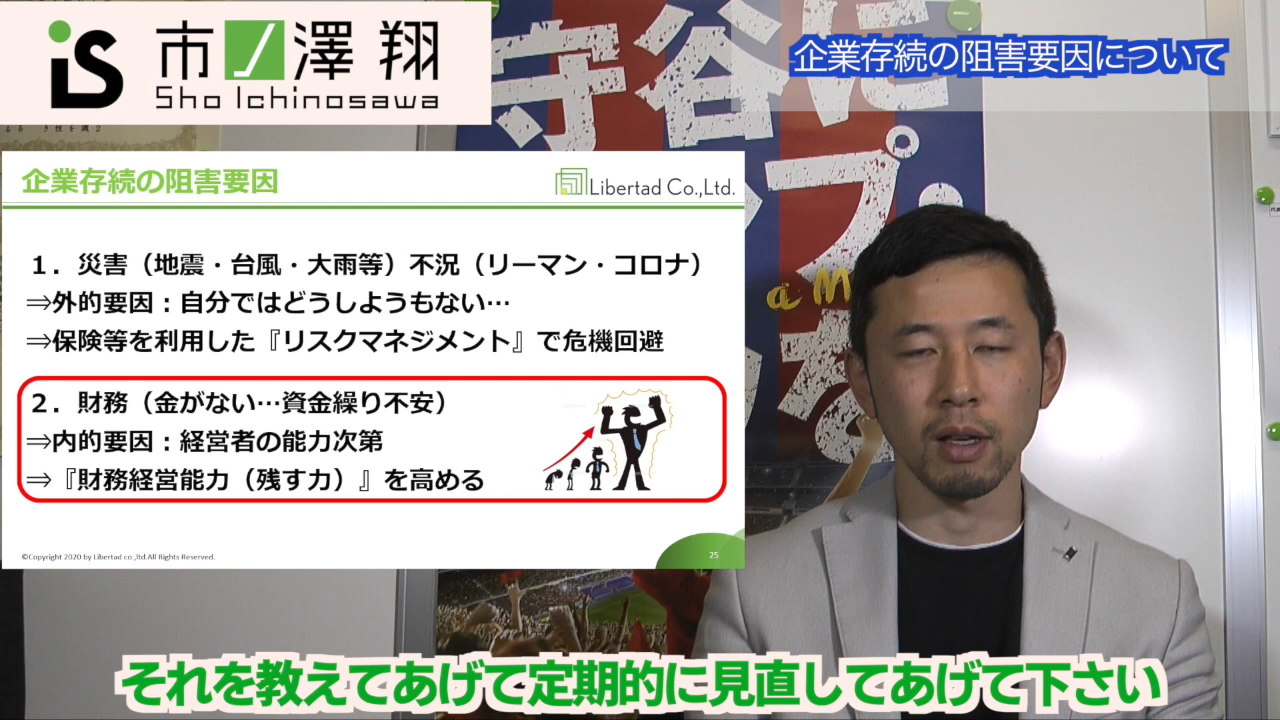 iS 市ノ澤 翔
Sho Ichinosawa
企業存続の阻害要因について
守谷に
プ
a M
る
企業存続の阻害要因
Libertad Co.,Ltd.
1．災害（地震・台風・大雨等）不況（リーマン・コロナ）
⇒外的要因：自分ではどうしようもない…
⇒保険等を利用した『リスクマネジメント』で危機回避
2．財務（金がない…資金繰り不安）
⇒内的要因：経営者の能力次第
⇒『財務経営能力（残す力）』を高める
©Copyright 2020 by Libertad co.,ltd.All Rights Reserved.
25
それを教えてあげて定期的に見直してあげて下さい